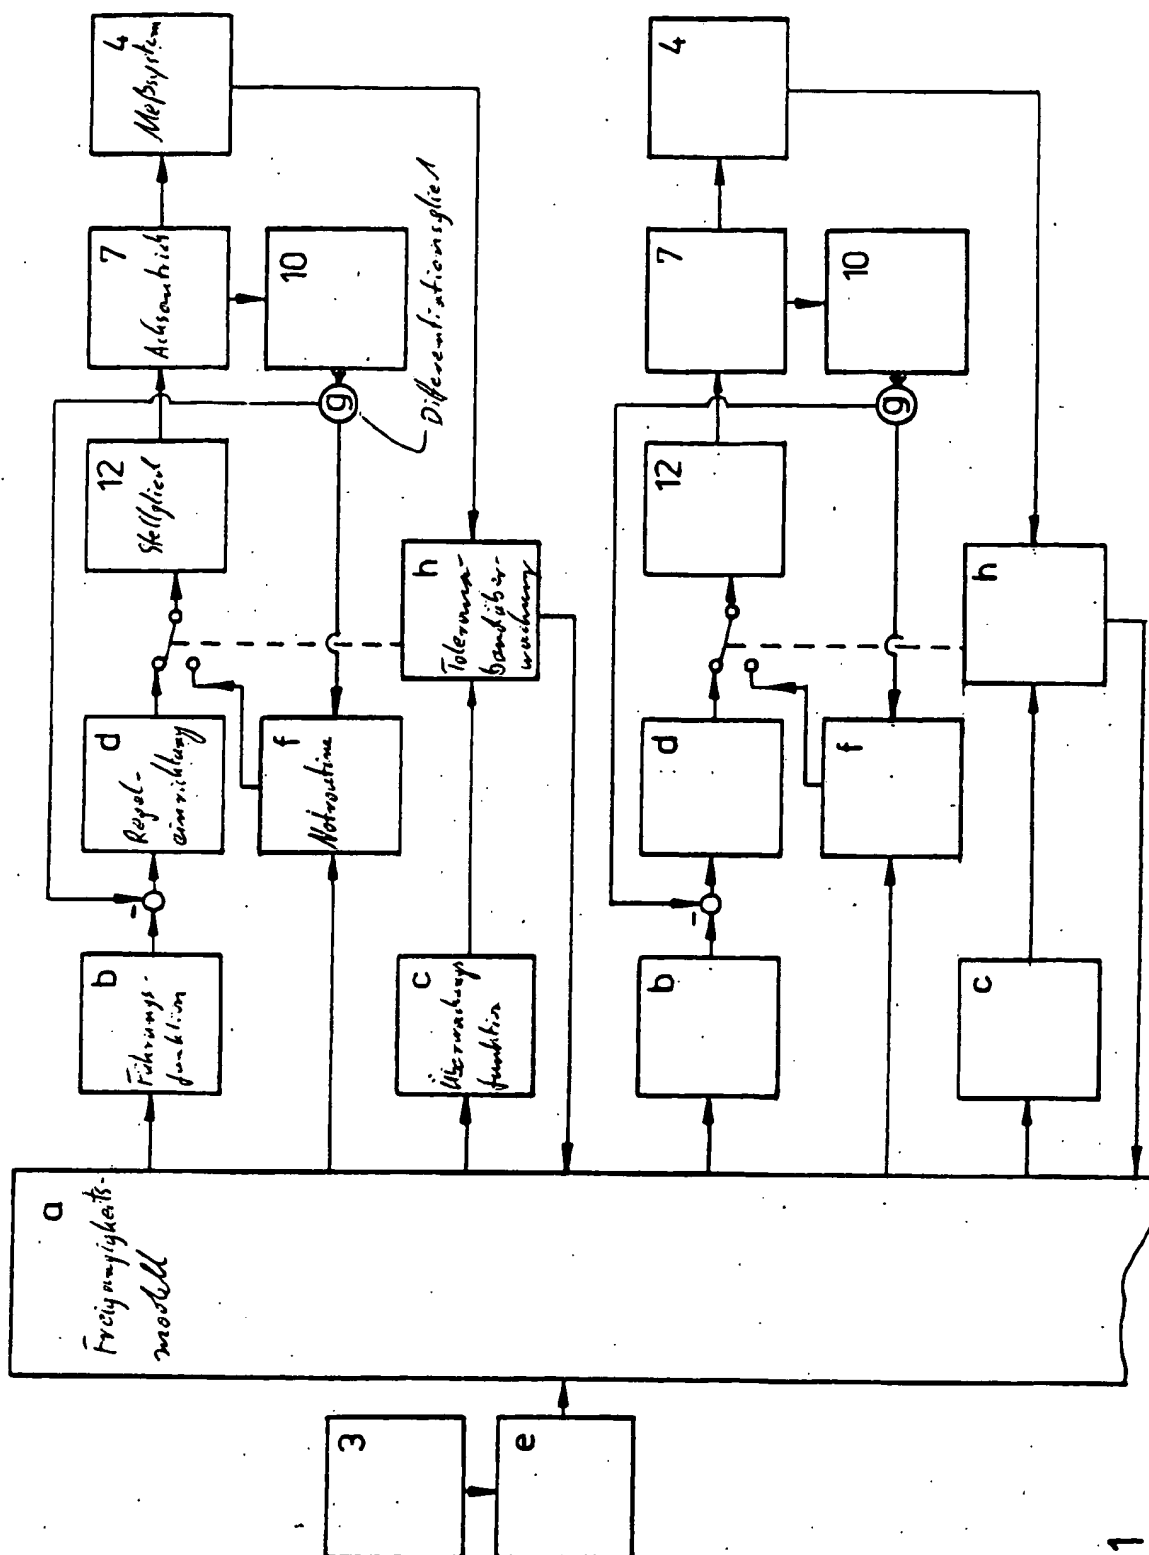 4
Meßsystem
7
Achsantrieb
10
g
Differentiationsglied
12
Stellglied
d
Regel-
einrichtung
-
f
Notroutine
h
Toleranz-
bandüber-
wachung
b
Führungs-
funktion
c
Überwachungs
funktion
a
Freigängigkeits-
modell
3
e
4
7
10
g
12
d
-
f
h
b
c
1